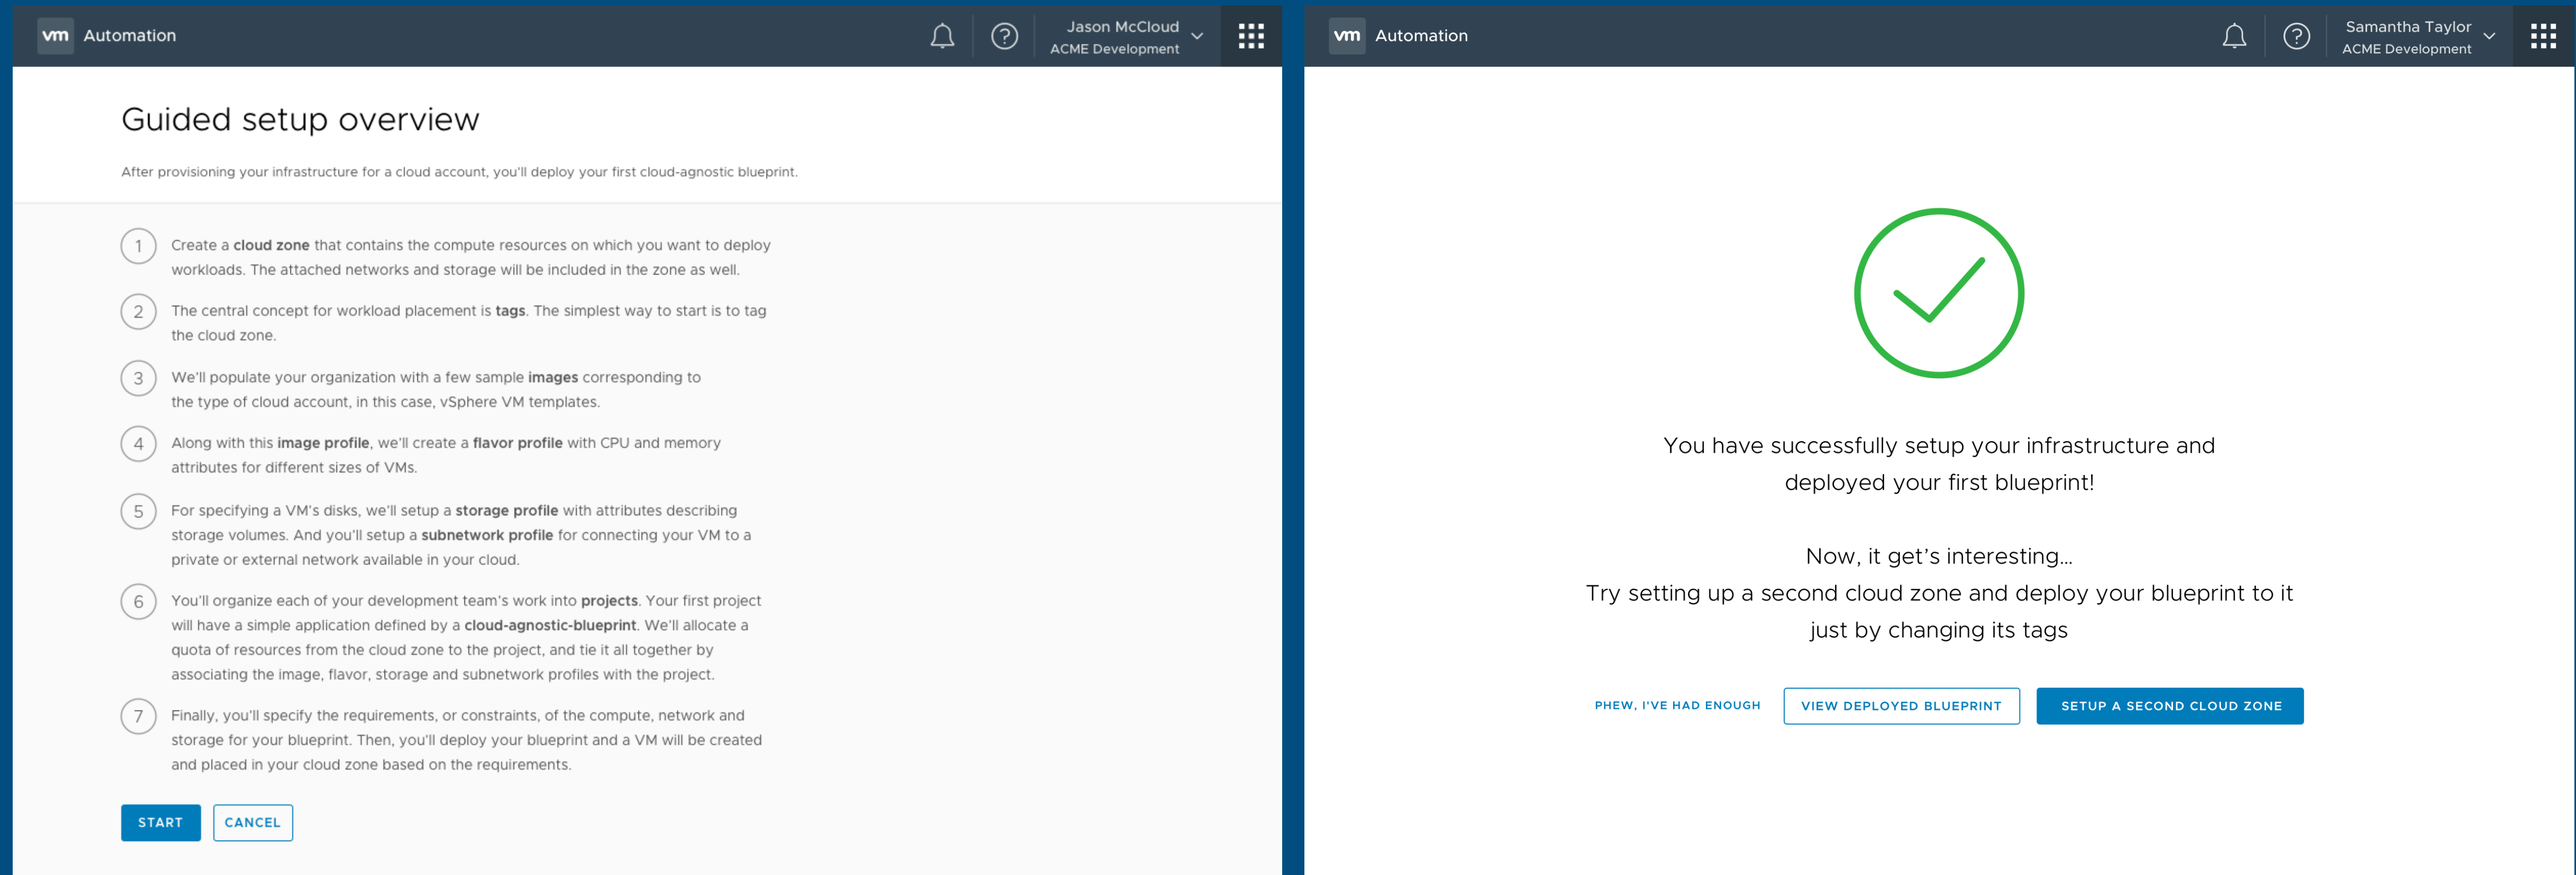 vm Automation
Jason McCloud
ACME Development
Guided setup overview
After provisioning your infrastructure for a cloud account, you'll deploy your first cloud-agnostic blueprint.
1 Create a cloud zone that contains the compute resources on which you want to deploy
workloads. The attached networks and storage will be included in the zone as well.
2 The central concept for workload placement is tags. The simplest way to start is to tag
the cloud zone.
3 We'll populate your organization with a few sample images corresponding to
the type of cloud account, in this case, vSphere VM templates.
4 Along with this image profile, we'll create a flavor profile with CPU and memory
attributes for different sizes of VMs.
5 For specifying a VM's disks, we'll setup a storage profile with attributes describing
storage volumes. And you'll setup a subnetwork profile for connecting your VM to a
private or external network available in your cloud.
6 You'll organize each of your development team's work into projects. Your first project
will have a simple application defined by a cloud-agnostic-blueprint. We'll allocate a
quota of resources from the cloud zone to the project, and tie it all together by
associating the image, flavor, storage and subnetwork profiles with the project.
7 Finally, you'll specify the requirements, or constraints, of the compute, network and
storage for your blueprint. Then, you'll deploy your blueprint and a VM will be created
and placed in your cloud zone based on the requirements.
START CANCEL
vm Automation
Samantha Taylor
ACME Development
You have successfully setup your infrastructure and
deployed your first blueprint!
Now, it get’s interesting...
Try setting up a second cloud zone and deploy your blueprint to it
just by changing its tags
PHEW, I'VE HAD ENOUGH VIEW DEPLOYED BLUEPRINT SETUP A SECOND CLOUD ZONE